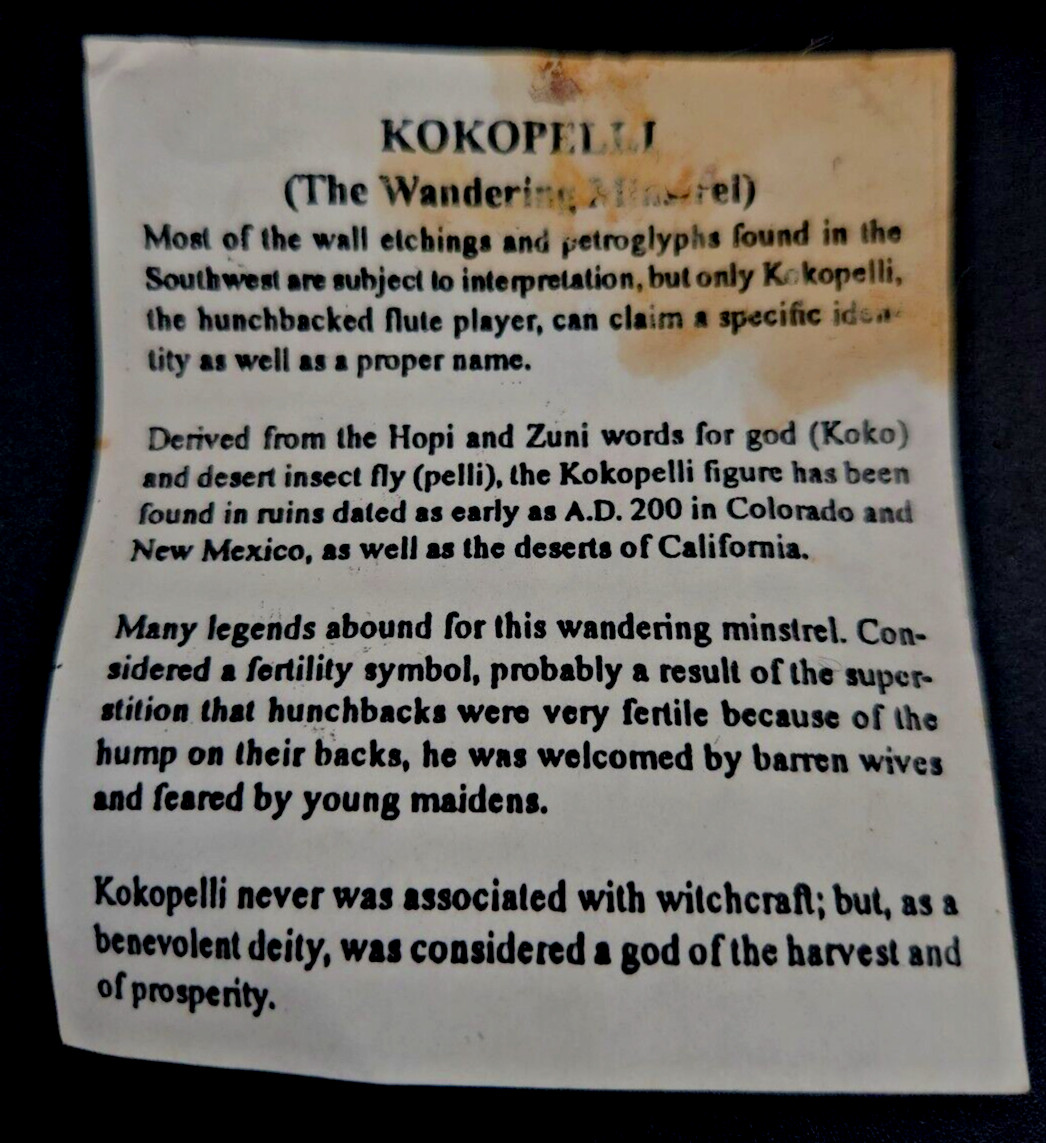 KOKOPELLI
(The Wandering Minstrel)
Most of the wall etchings and petroglyphs found in the
Southwest are subject to interpretation, but only Kokopelli,
the hunchbacked flute player, can claim a specific iden-
tity as well as a proper name.
Derived from the Hopi and Zuni words for god (Koko)
and desert insect fly (pelli), the Kokopelli figure has been
found in ruins dated as early as A.D. 200 in Colorado and
New Mexico, as well as the deserts of California.
Many legends abound for this wandering minstrel. Con-
sidered a fertility symbol, probably a result of the super-
stition that hunchbacks were very fertile because of the
hump on their backs, he was welcomed by barren wives
and feared by young maidens.
Kokopelli never was associated with witchcraft; but, as a
benevolent deity, was considered a god of the harvest and
of prosperity.